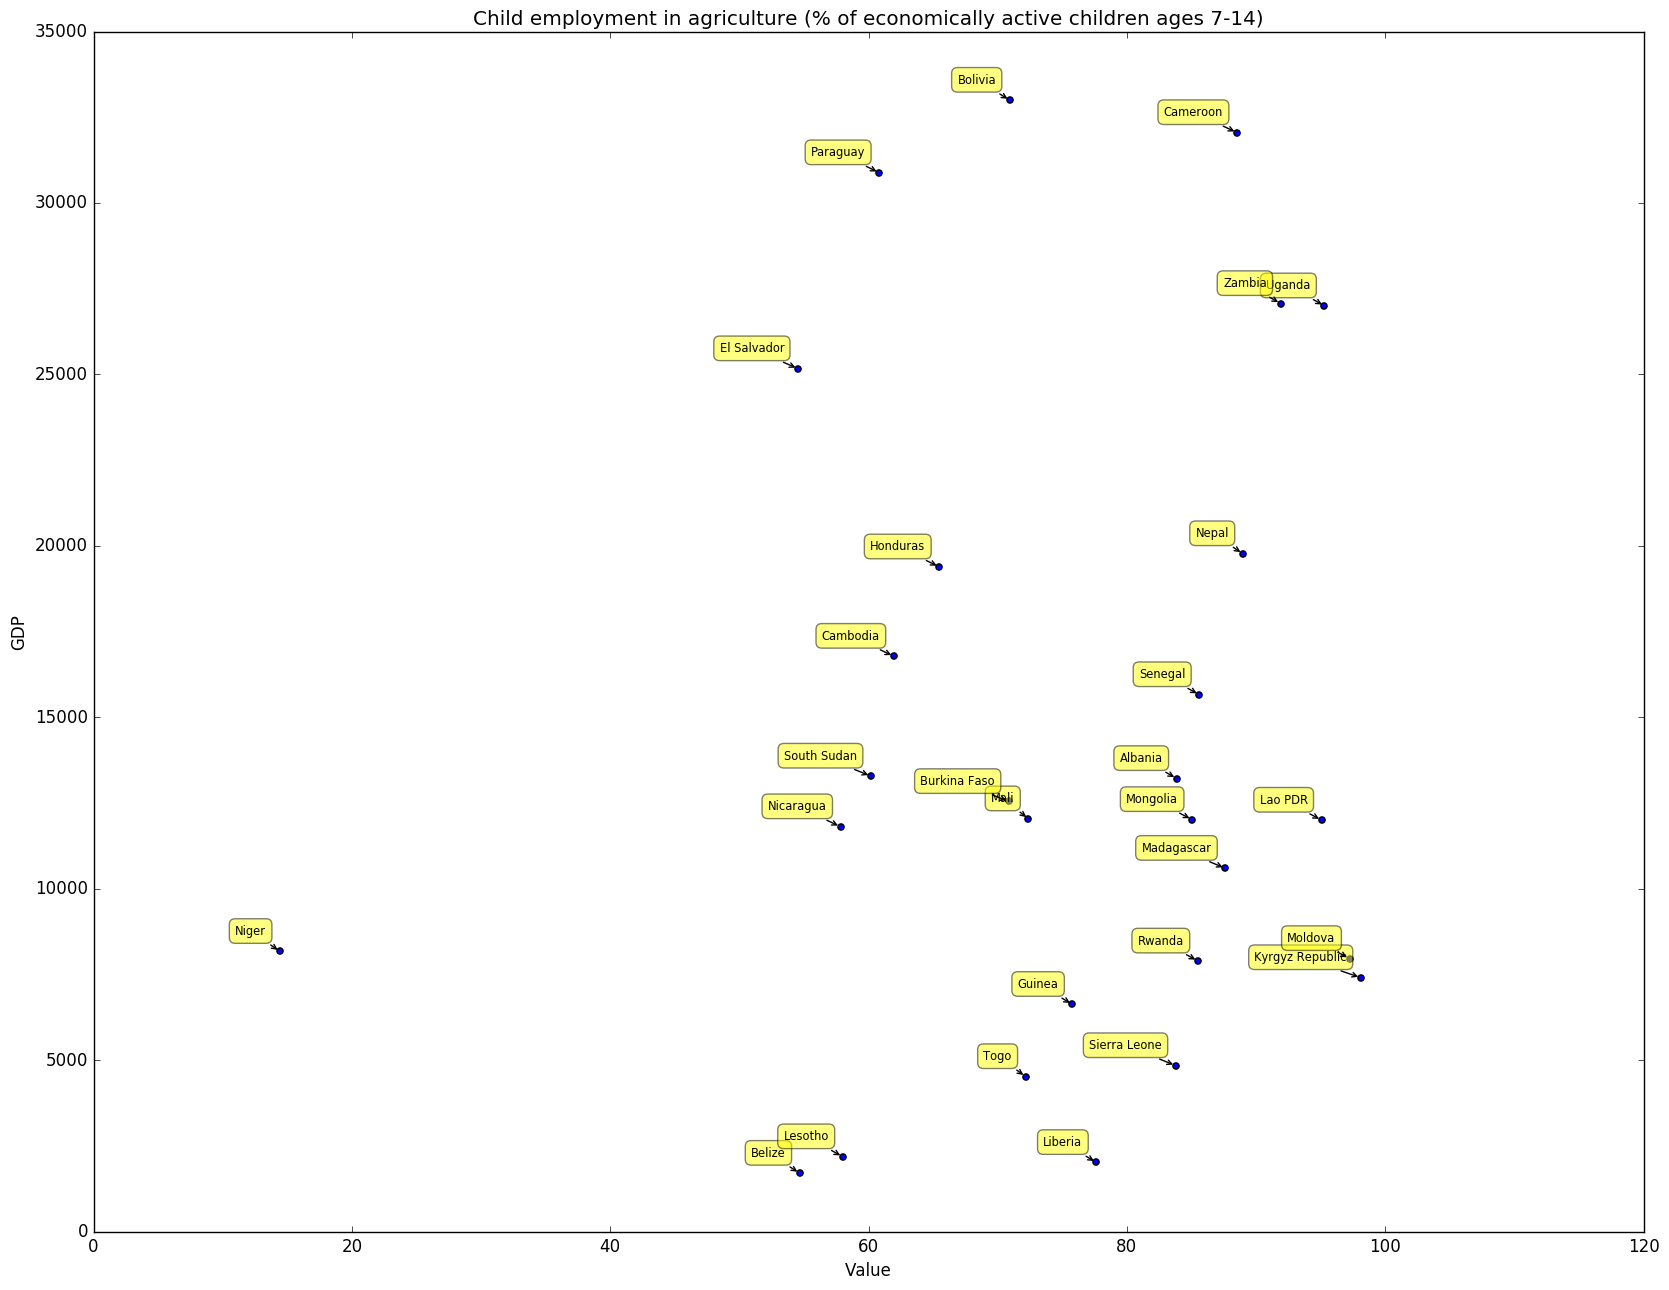 Child employment in agriculture (% of economically active children ages 7-14)
35000
Bolivia
Cameroon
Paraguay
30000
Zambia
Uganda
El Salvador
25000
Nepal
20000
Honduras
GDP
Cambodia
Senegal
15000
South Sudan
Albania
Burkina Faso
Mali
Mongolia
Lao PDR
Nicaragua
Madagascar
10000
Niger
Moldova
Rwanda
Kyrgyz Republic
Guinea
Sierra Leone
Togo
5000
Lesotho
Liberia
Belize
0
0 20 40 60 80 100 120
Value